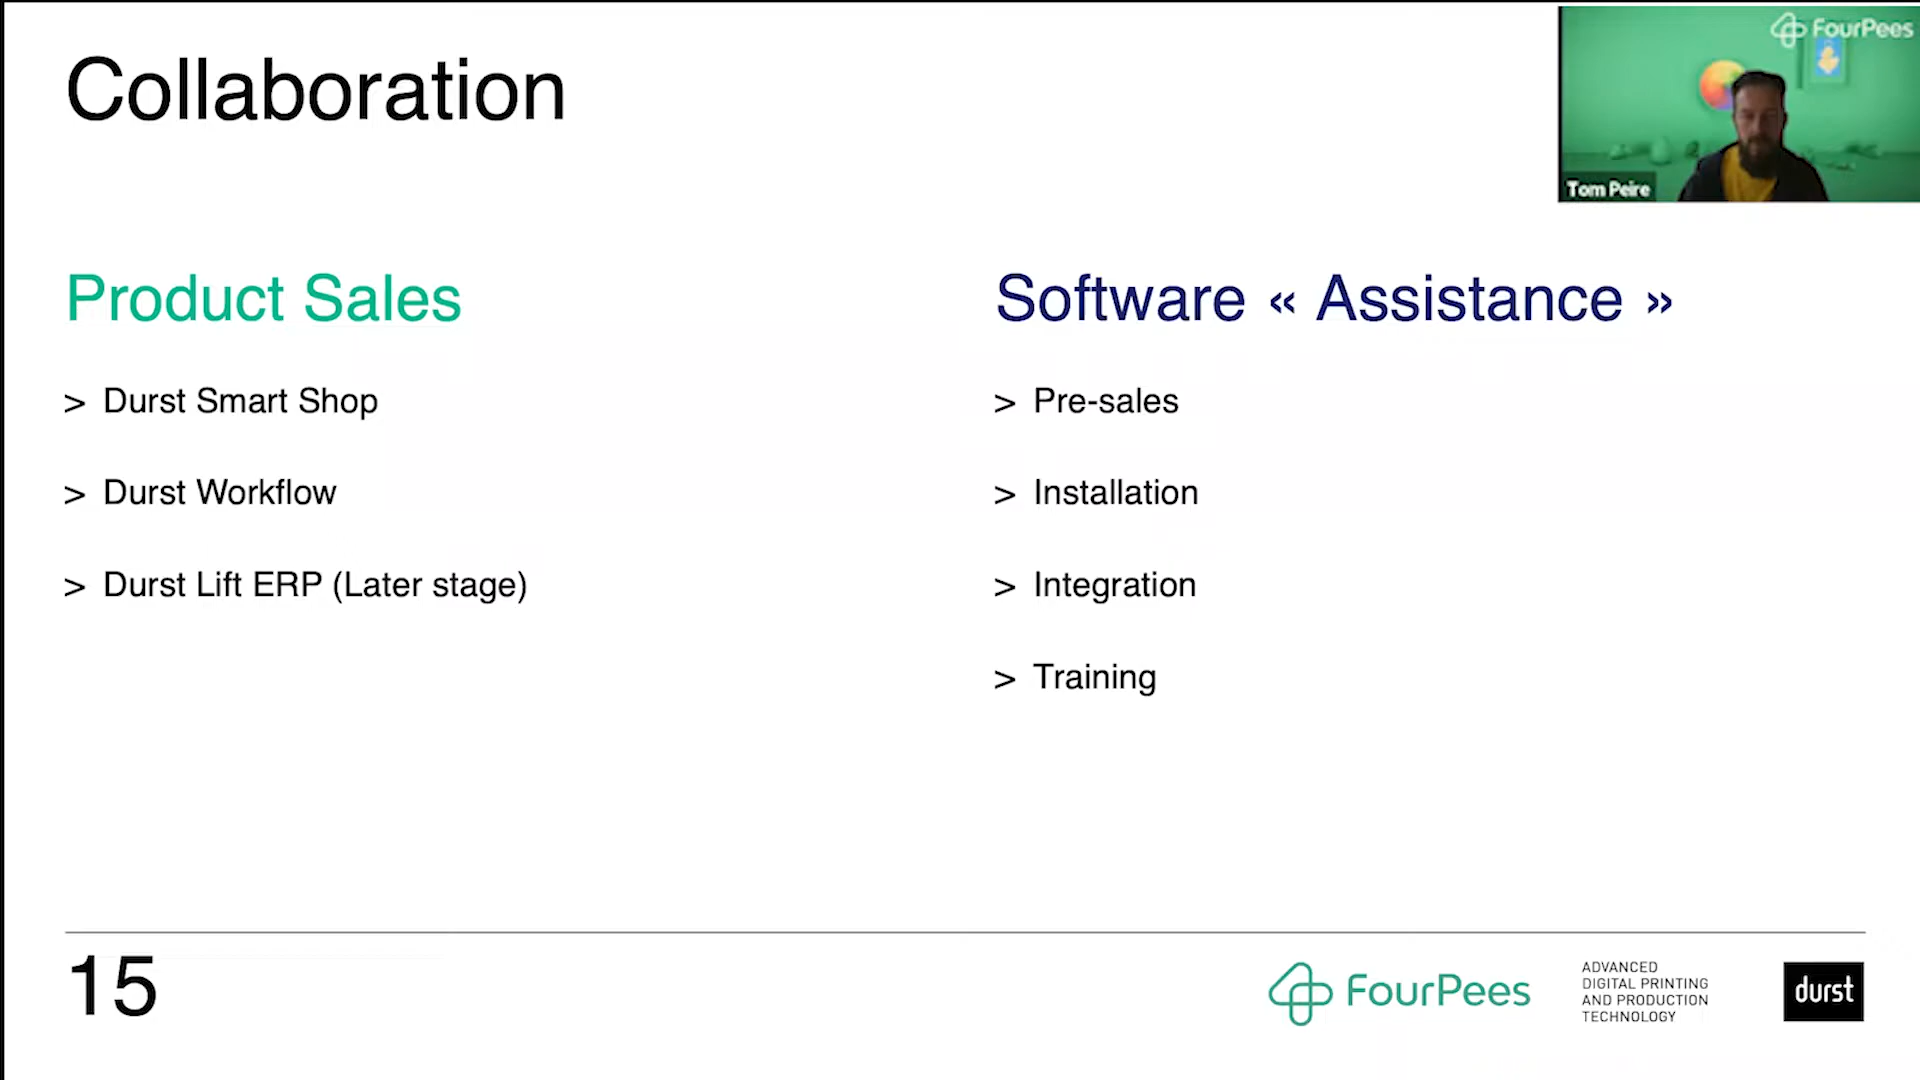 Collaboration
FourPees
Tom Peire
Product Sales
> Durst Smart Shop
> Durst Workflow
> Durst Lift ERP (Later stage)
Software « Assistance »
> Pre-sales
> Installation
> Integration
> Training
15
FourPees
ADVANCED
DIGITAL PRINTING
AND PRODUCTION
TECHNOLOGY
durst